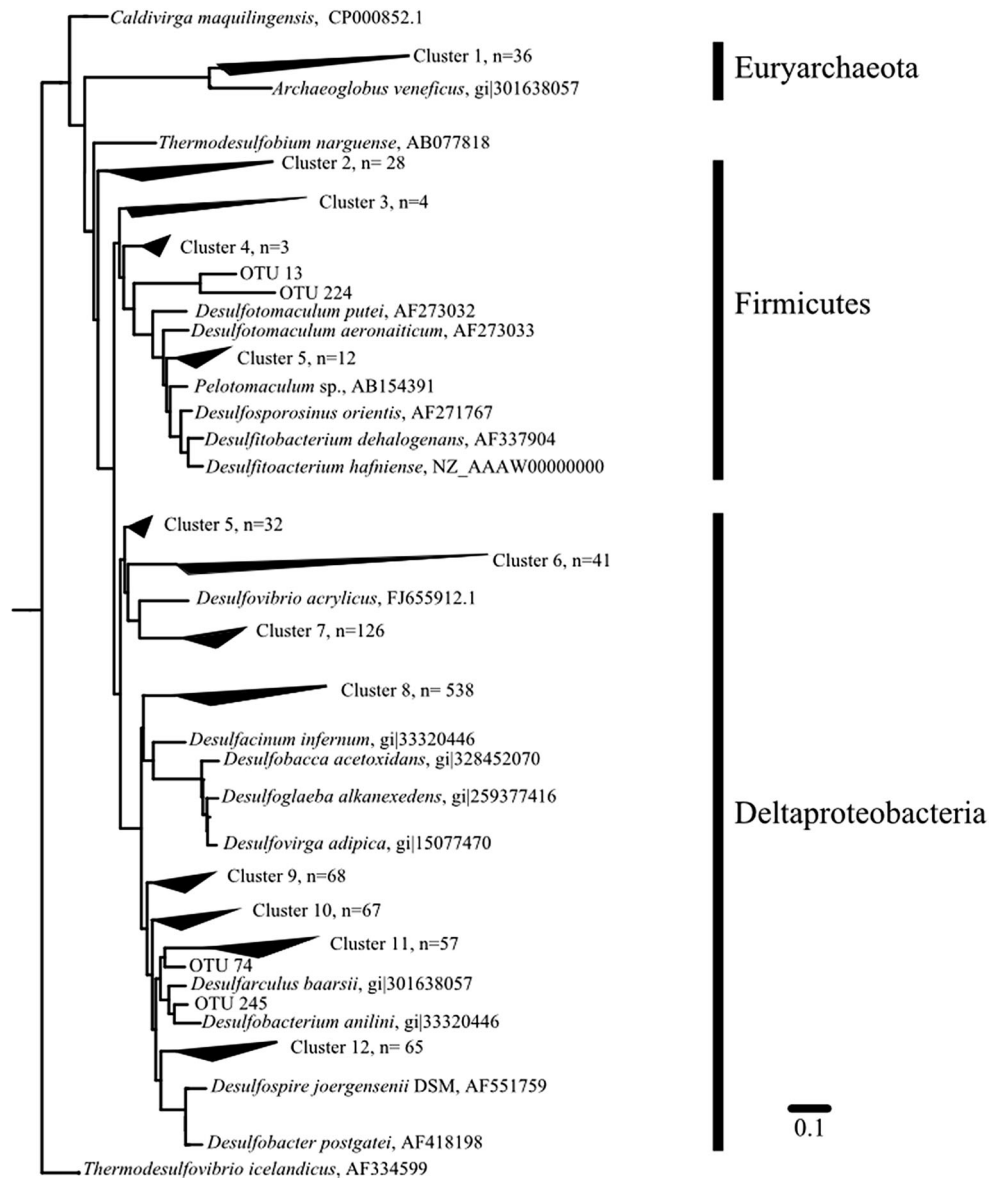 Caldivirga maquilingensis, CP000852.1
Cluster 1, n=36
Euryarchaeota
Archaeoglobus veneficus, gi|301638057
Thermodesulfobium narguense, AB077818
Cluster 2, n= 28
Cluster 3, n=4
Cluster 4, n=3
OTU 13
OTU 224
Firmicutes
Desulfotomaculum putei, AF273032
Desulfotomaculum aeronaiticum, AF273033
Cluster 5, n=12
Pelotomaculum sp., AB154391
Desulfosporosinus orientis, AF271767
Desulfitobacterium dehalogenans, AF337904
Desulfitoacterium hafniense, NZ_AAAW00000000
Cluster 5, n=32
Cluster 6, n=41
Desulfovibrio acrylicus, FJ655912.1
Cluster 7, n=126
Cluster 8, n= 538
Desulfacinum infernum, gi|33320446
Desulfobacca acetoxidans, gi|328452070
Desulfoglaeba alkanexedens, gi|259377416
Deltaproteobacteria
Desulfovirga adipica, gi|15077470
Cluster 9, n=68
Cluster 10, n=67
Cluster 11, n=57
OTU 74
Desulfarculus baarsii, gi|301638057
OTU 245
Desulfobacterium anilini, gi|33320446
Cluster 12, n= 65
Desulfospire joergensenii DSM, AF551759
0.1
Desulfobacter postgatei, AF418198
Thermodesulfovibrio icelandicus, AF334599